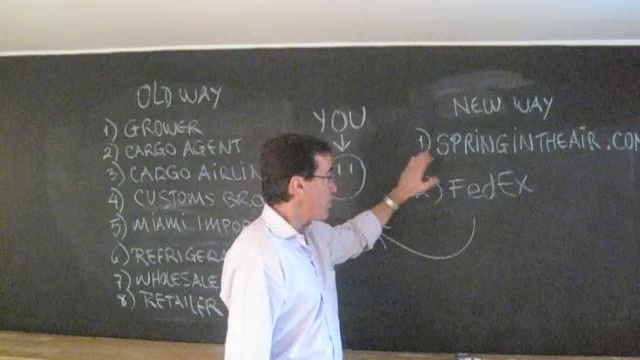 OLD WAY
1) GROWER
2) CARGO AGENT
3) CARGO AIRLIN
4) CUSTOMS BRO
5) MIAMI IMPO
6) REFRIGERA
7) WHOLESALE
8) RETAILER
YOU
NEW WAY
1) SPRINGINTHEAIR.COM
) FedEx